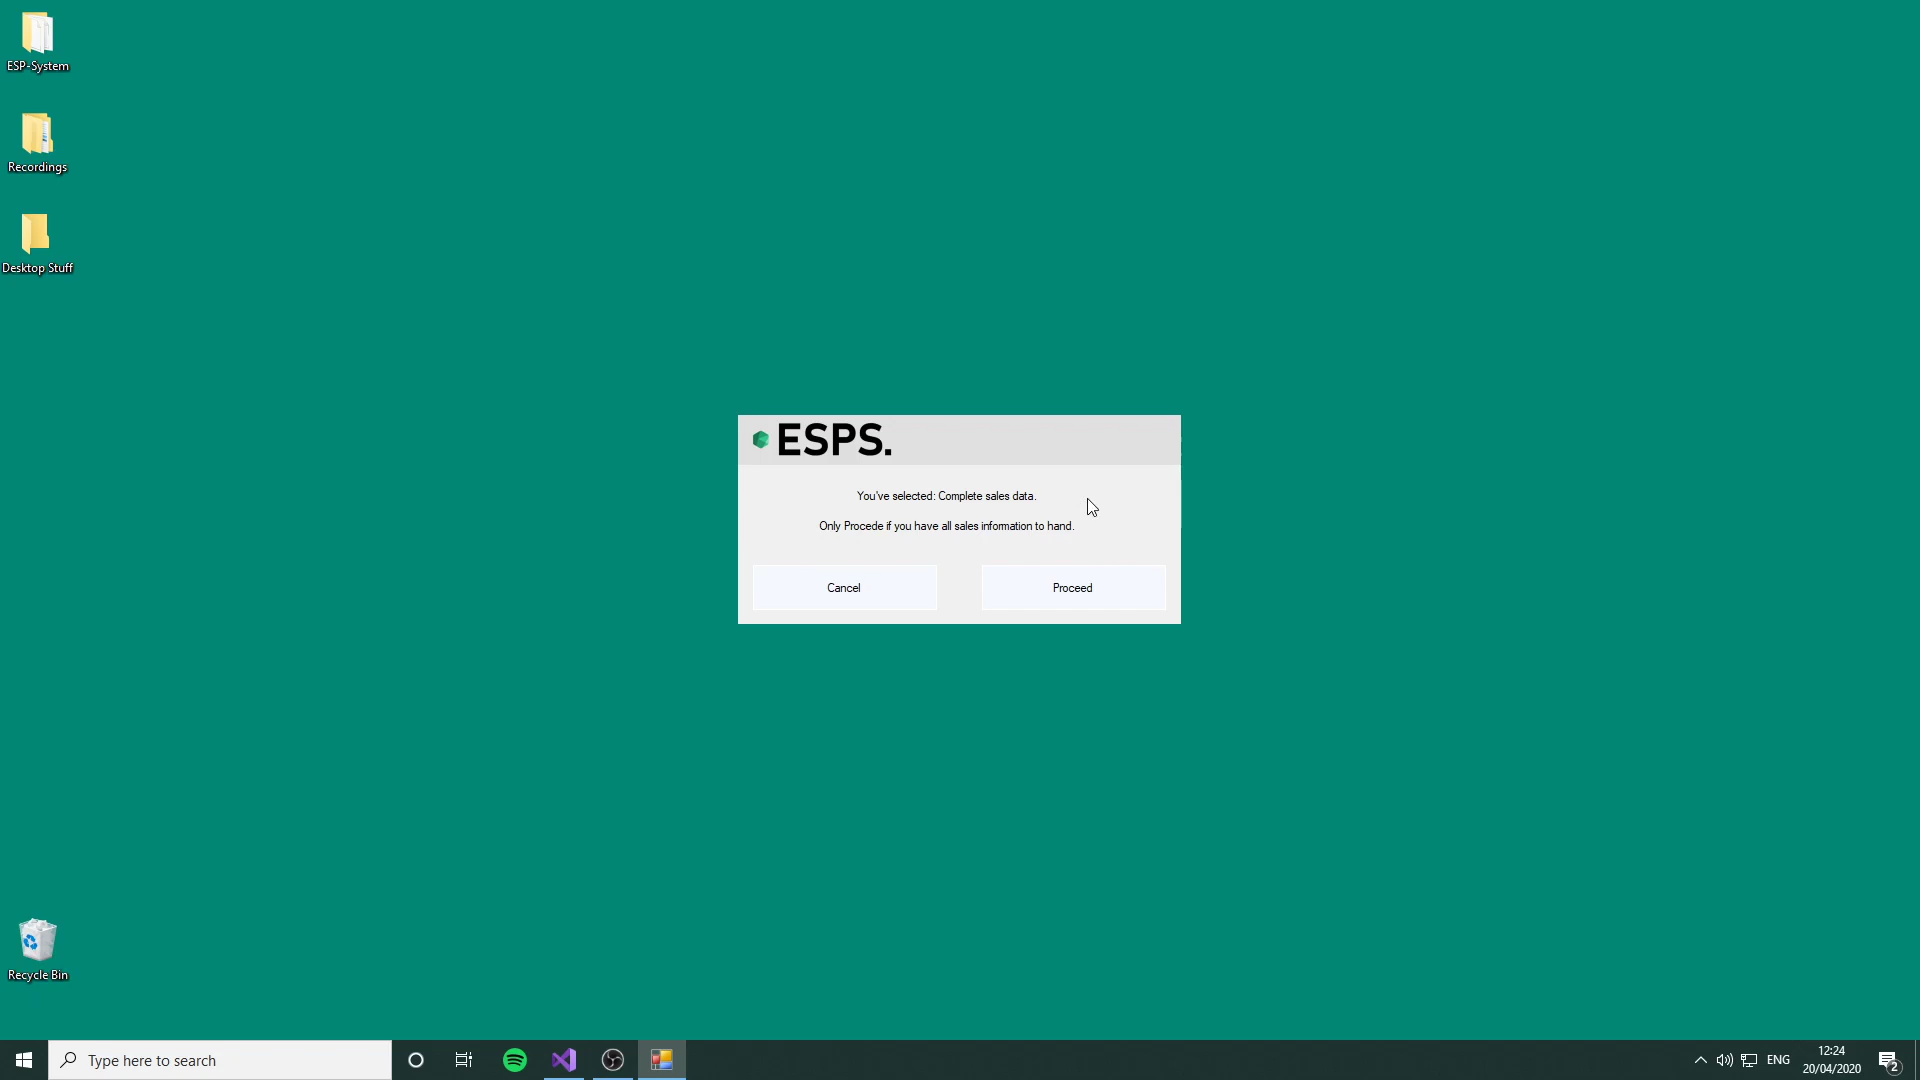 ESP-System
Recordings
Desktop Stuff
ESPS.
You've selected: Complete sales data.
Only Procede if you have all sales information to hand.
Cancel
Proceed
Recycle Bin
Type here to search
ENG
12:24
20/04/2020
2